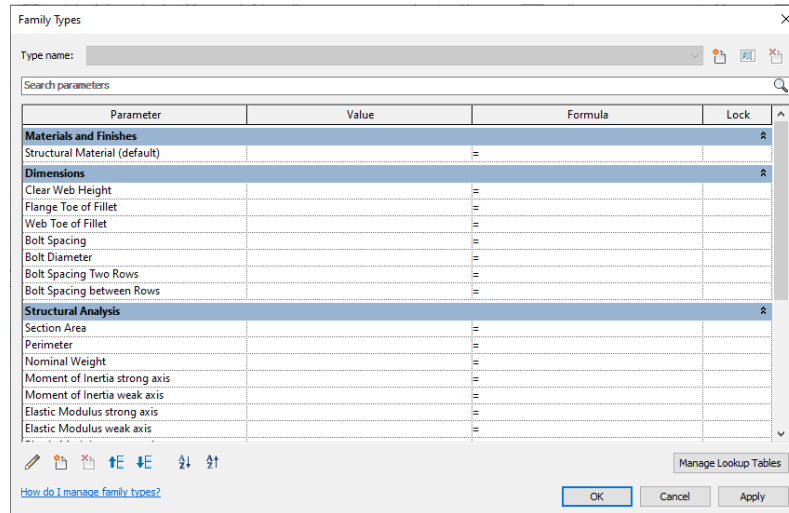 Family Types
Type name:
Search parameters
Parameter Value Formula Lock
Materials and Finishes
Structural Material (default) =
Dimensions
Clear Web Height =
Flange Toe of Fillet =
Web Toe of Fillet =
Bolt Spacing =
Bolt Diameter =
Bolt Spacing Two Rows =
Bolt Spacing between Rows =
Structural Analysis
Section Area =
Perimeter =
Nominal Weight =
Moment of Inertia strong axis =
Moment of Inertia weak axis =
Elastic Modulus strong axis =
Elastic Modulus weak axis =
Manage Lookup Tables
How do I manage family types?
OK Cancel Apply